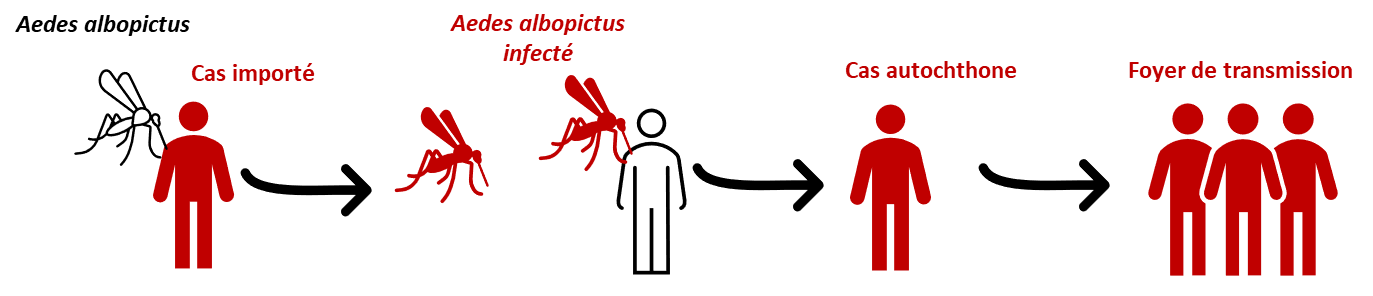 Aedes albopictus
Cas importé
Aedes albopictus
infecté
Cas autochthone
Foyer de transmission